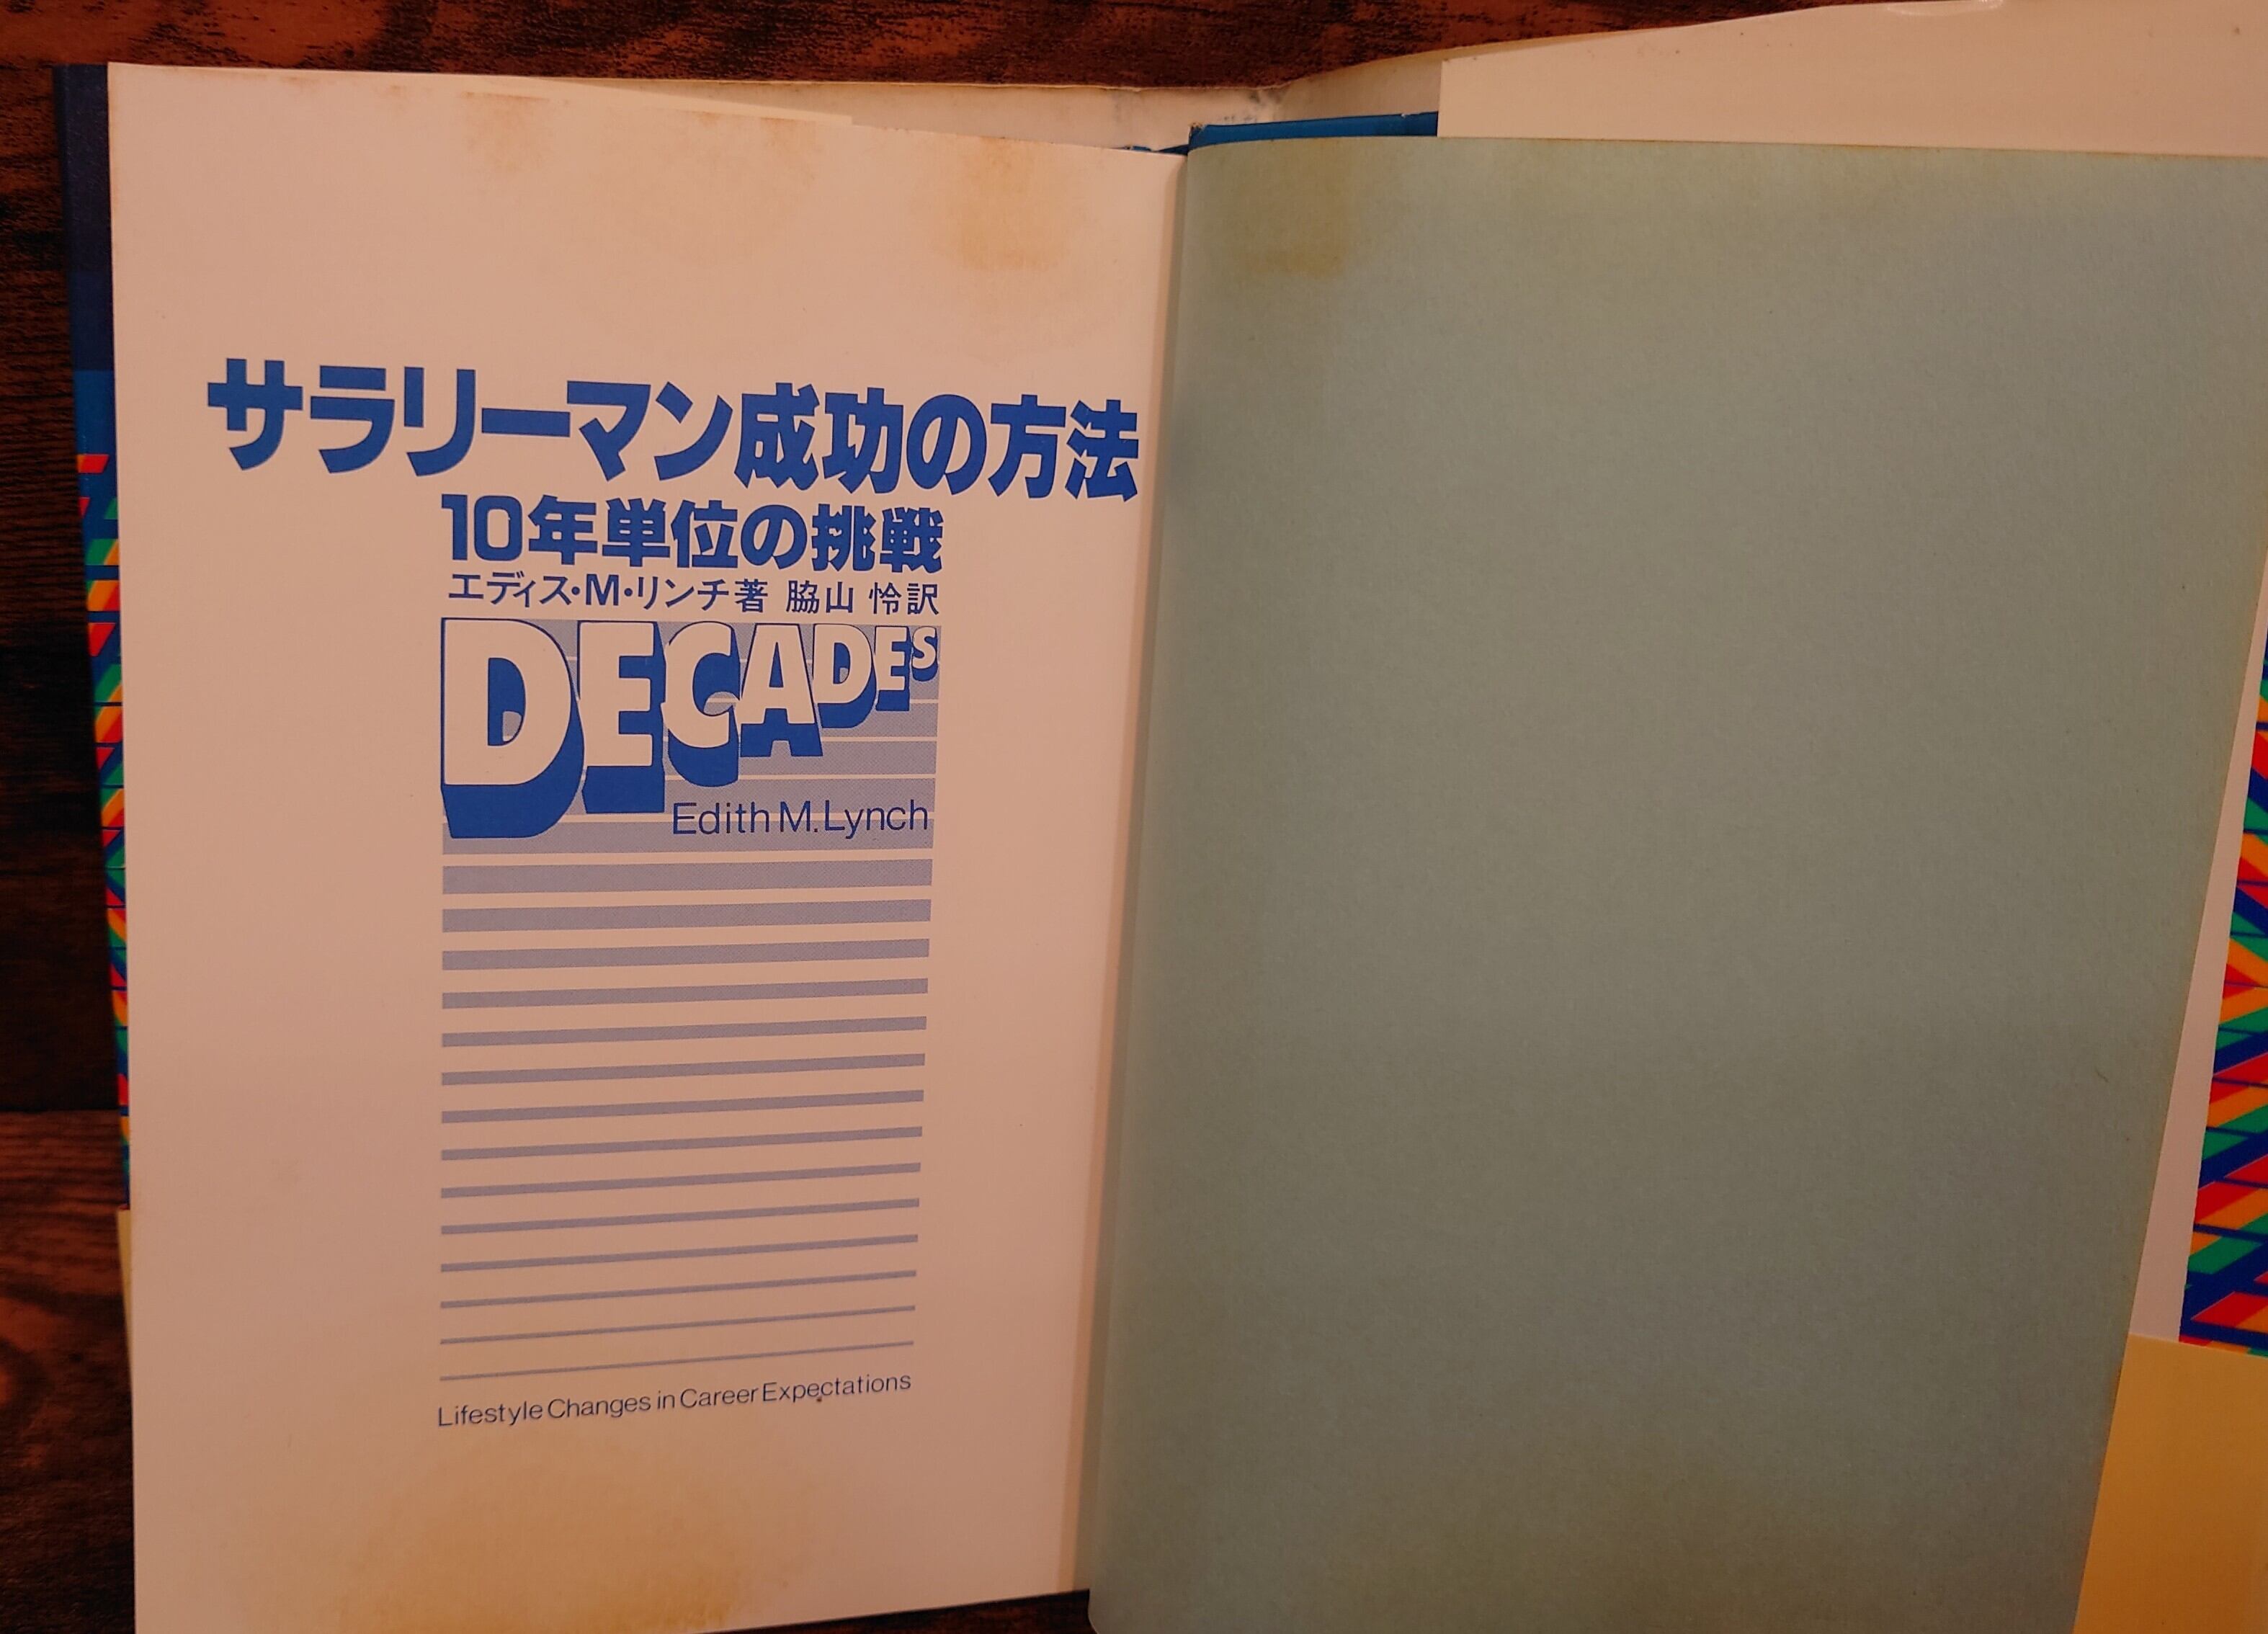 サラリーマン成功の方法
10年単位の挑戦
エディス・M・リンチ著 脇山 怜訳
DECADES
Edith M. Lynch
Lifestyle Changes in Career Expectations